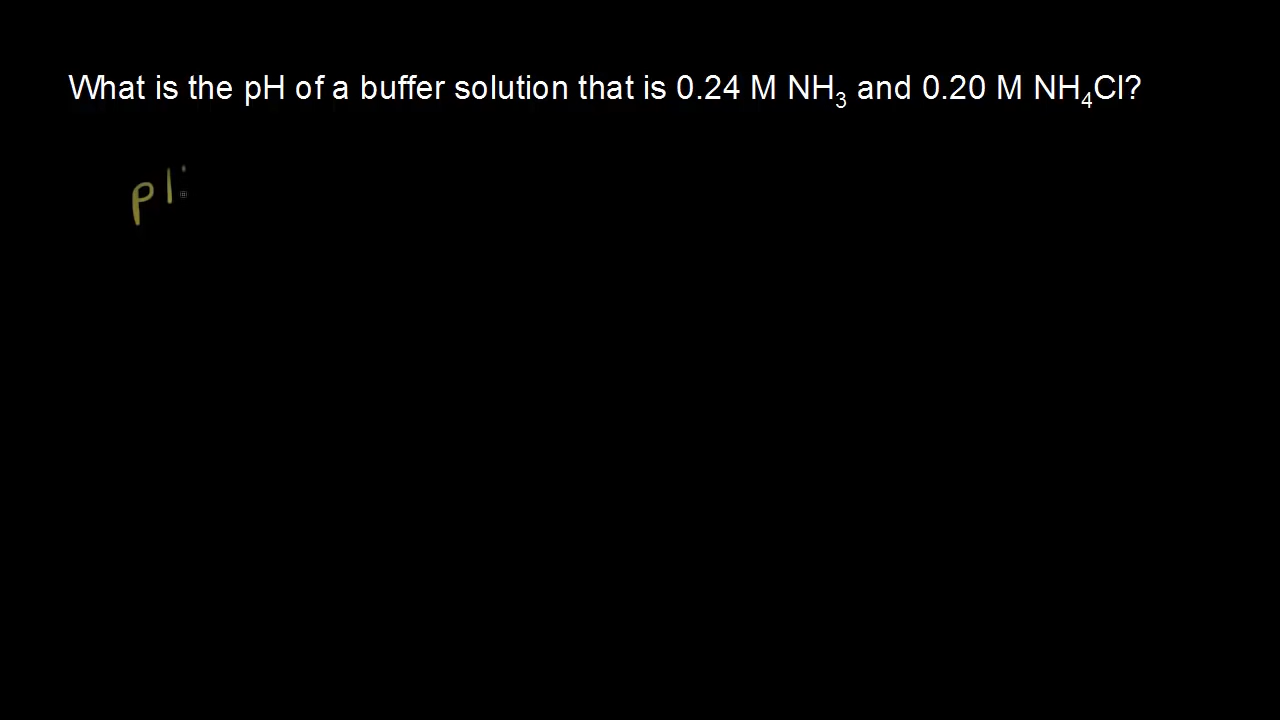 What is the pH of a buffer solution that is 0.24 M NH₃ and 0.20 M NH₄Cl?